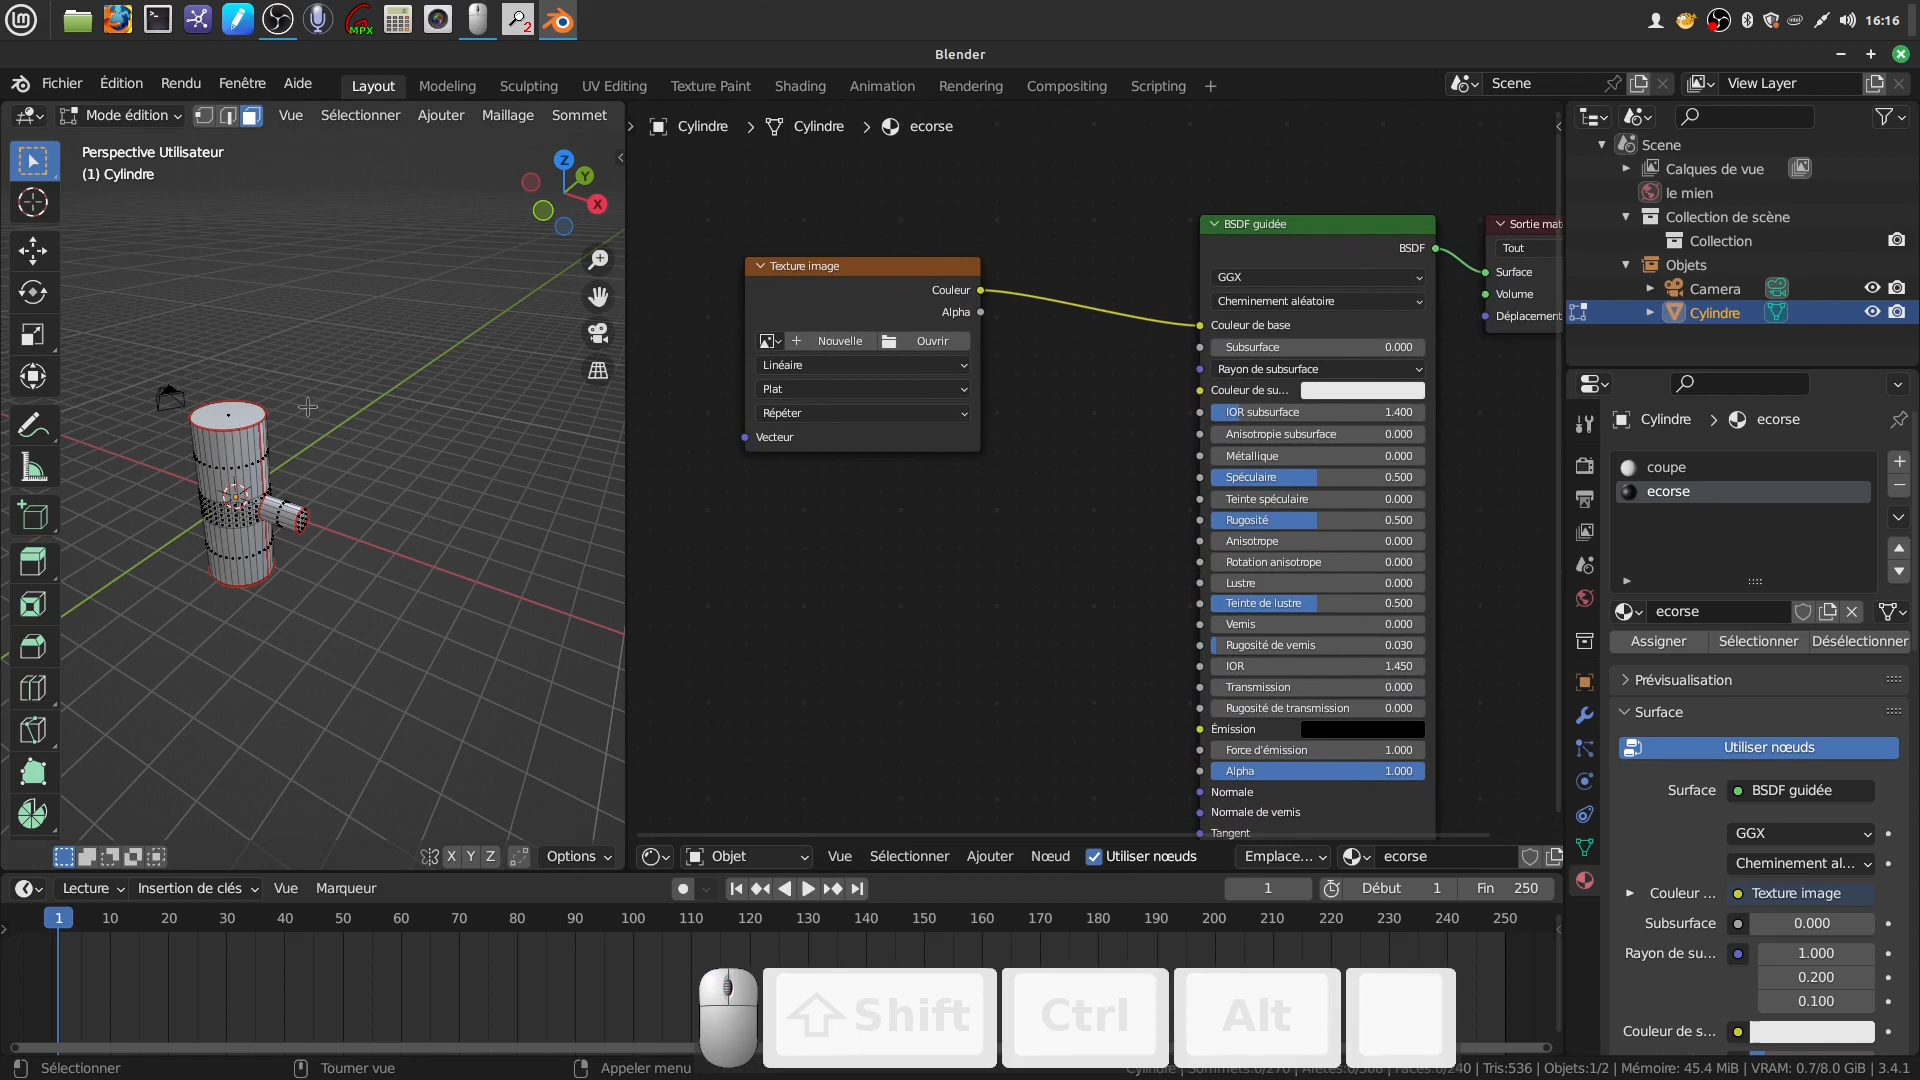 MPX
2
16:16
Blender
Fichier Édition Rendu Fenêtre Aide
Layout Modeling Sculpting UV Editing Texture Paint Shading Animation Rendering Compositing Scripting +
Scene
View Layer
Mode édition Vue Sélectionner Ajouter Maillage Sommet
Cylindre > Cylindre > ecorse
Perspective Utilisateur
(1) Cylindre
Z
Y
X
Scene
Calques de vue
le mien
Collection de scène
Collection
Objets
Camera
Cylindre
Texture image
Couleur
Alpha
+ Nouvelle Ouvrir
Linéaire
Plat
Répéter
Vecteur
BSDF guidée
BSDF
GGX
Cheminement aléatoire
Couleur de base
Subsurface 0.000
Rayon de subsurface
Couleur de su...
IOR subsurface 1.400
Anisotropie subsurface 0.000
Métallique 0.000
Spéculaire 0.500
Teinte spéculaire 0.000
Rugosité 0.500
Anisotrope 0.000
Rotation anisotrope 0.000
Lustre 0.000
Teinte de lustre 0.500
Vernis 0.000
Rugosité de vernis 0.030
IOR 1.450
Transmission 0.000
Rugosité de transmission 0.000
Émission
Force d'émission 1.000
Alpha 1.000
Normale
Normale de vernis
Tangent
Sortie mat
Tout
Surface
Volume
Déplacement
Cylindre > ecorse
coupe
ecorse
ecorse
Assigner Sélectionner Désélectionner
Prévisualisation
Surface
Utiliser nœuds
Surface BSDF guidée
GGX
Cheminement al...
Couleur ... Texture image
Subsurface 0.000
Rayon de su... 1.000
0.200
0.100
Couleur de s...
X Y Z Options
Objet Vue Sélectionner Ajouter Nœud Utiliser nœuds Emplace... ecorse
Lecture Insertion de clés Vue Marqueur
1 Début 1 Fin 250
1 10 20 30 40 50 60 70 80 90 100 110 120 130 140 150 160 170 180 190 200 210 220 230 240 250
Shift Ctrl Alt
Sélectionner Tourner vue Appeler menu
Cylindre | Sommets:0/270 | Arêtes:0/508 | Faces:0/240 | Tris:536 | Objets:1/2 | Mémoire: 45.4 MiB | VRAM: 0.7/8.0 GiB | 3.4.1